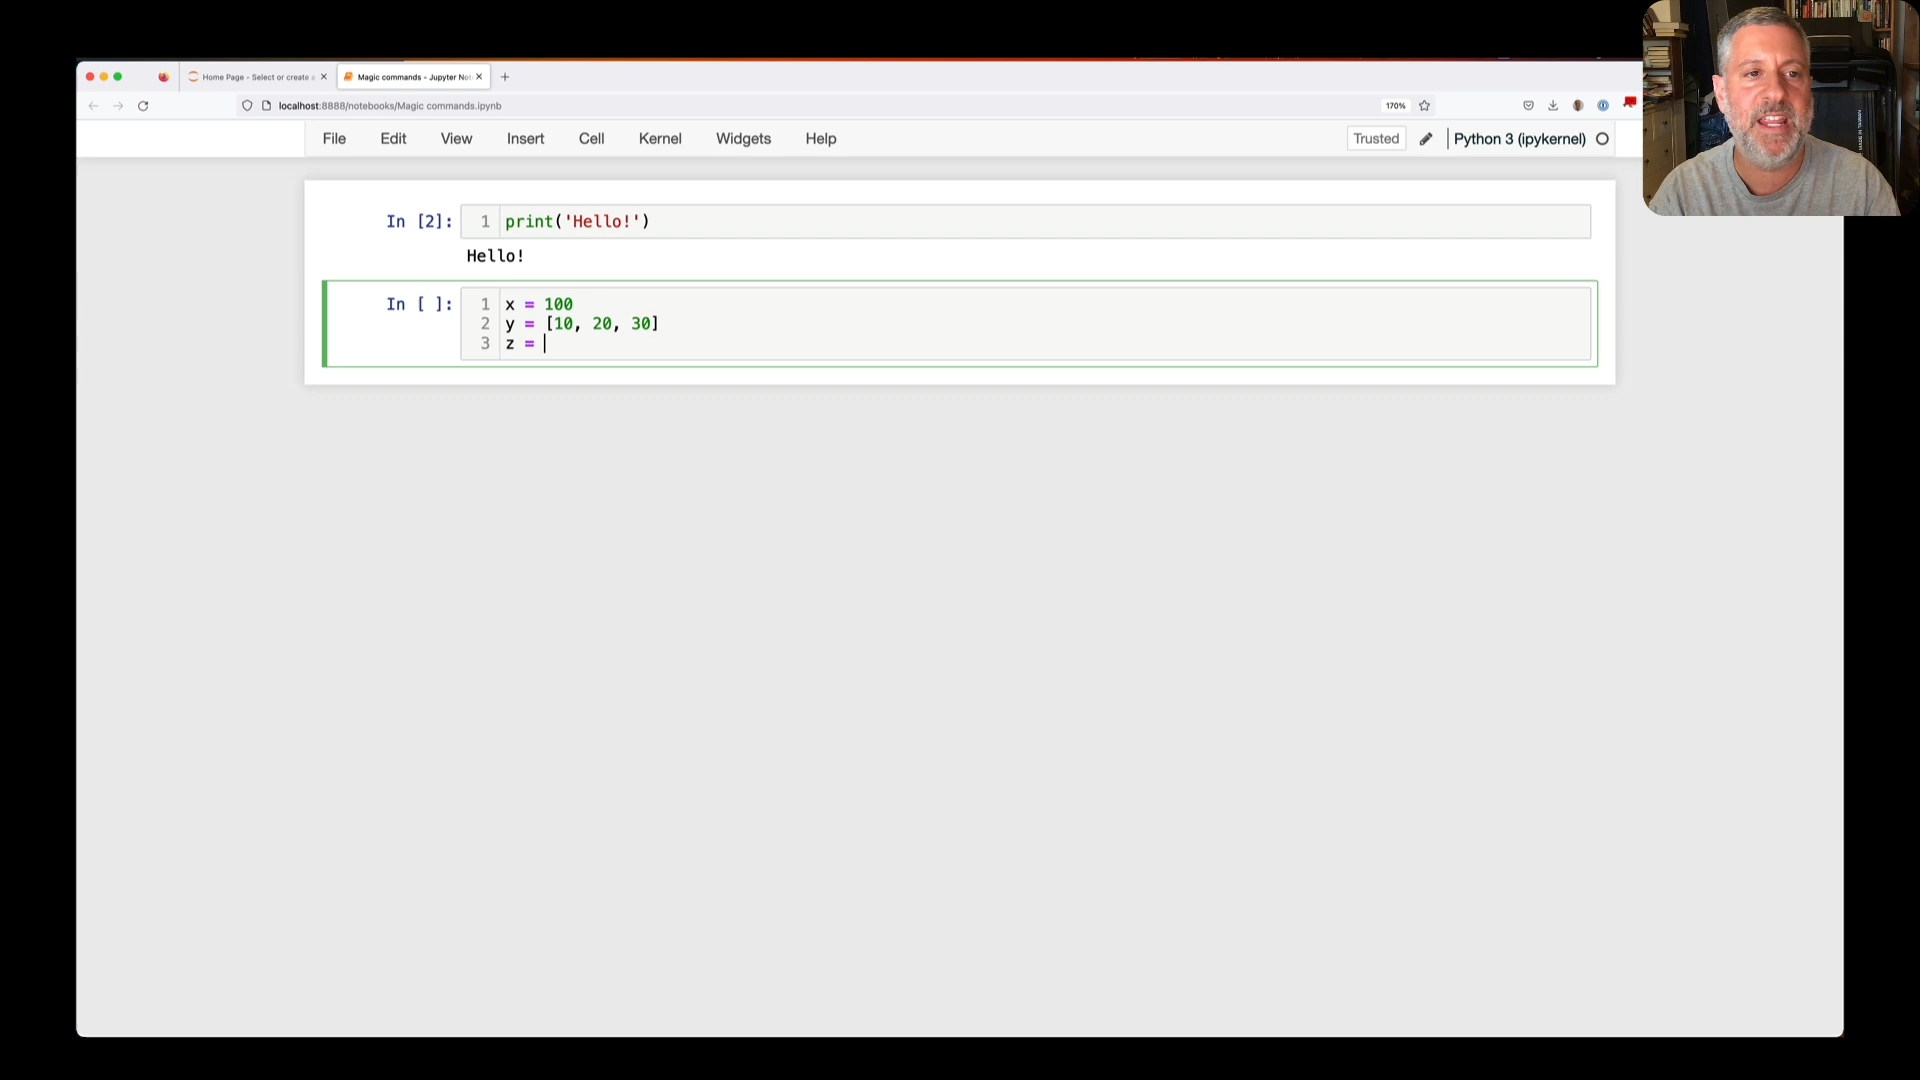 Home Page - Select or create a
Magic commands - Jupyter Not
localhost:8888/notebooks/Magic commands.ipynb
170%
File Edit View Insert Cell Kernel Widgets Help
Trusted
Python 3 (ipykernel)
In [2]:
1 print('Hello!')
Hello!
In [ ]:
1 x = 100
2 y = [10, 20, 30]
3 z =